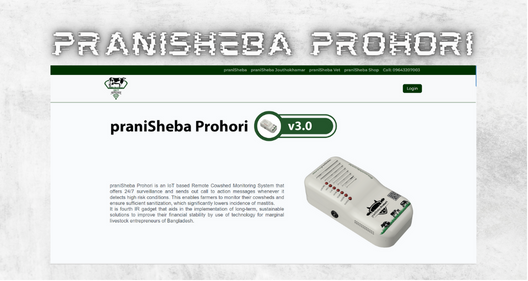 PRANISHEBA PROHORI
praniSheba praniSheba Southokhamar praniSheba Vet praniSheba Shop Call: 09642201903
Login
praniSheba Prohori v3.0
praniSheba Prohori is an IoT based Remote Cowshed Monitoring System that
offers 24/7 surveillance and sends out call to action messages whenever it
detects high risk conditions. This enables farmers to monitor their cowsheds and
ensure sufficient sanitization, which significantly lowers incidence of mastitis.
It is fourth IR gadget that aids in the implementation of long-term, sustainable
solutions to improve their financial stability by use of technology for marginal
livestock entrepreneurs of Bangladesh.